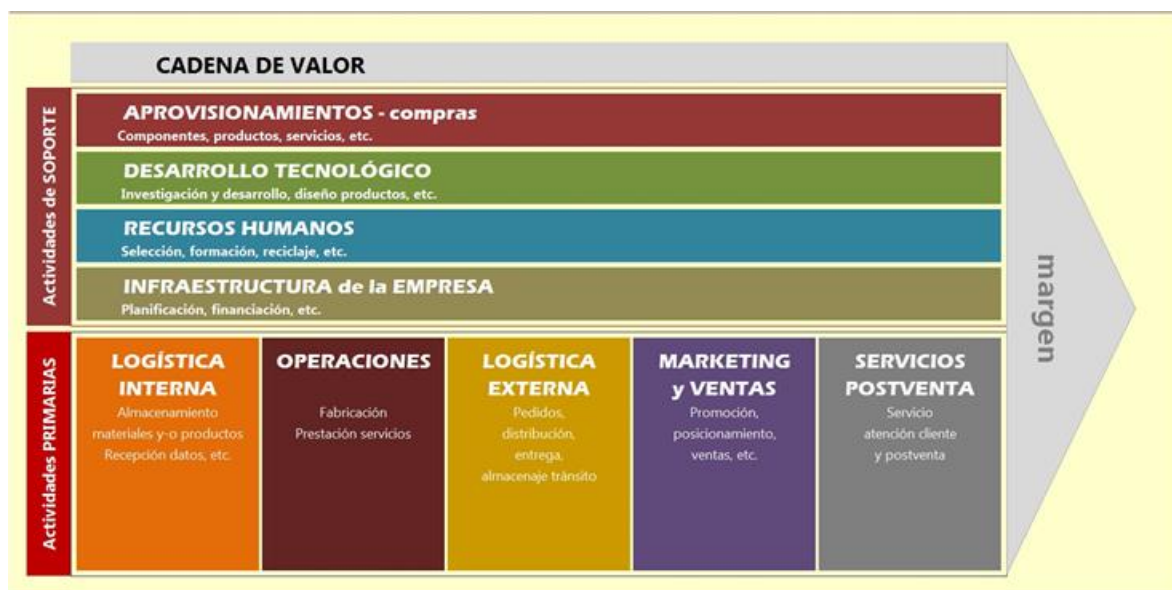 CADENA DE VALOR
Actividades de SOPORTE
APROVISIONAMIENTOS - compras
Componentes, productos, servicios, etc.
DESARROLLO TECNOLÓGICO
Investigación y desarrollo, diseño productos, etc.
RECURSOS HUMANOS
Selección, formación, reciclaje, etc.
INFRAESTRUCTURA de la EMPRESA
Planificación, financiación, etc.
margen
Actividades PRIMARIAS
LOGÍSTICA
INTERNA
Almacenamiento
materiales y-o productos
Recepción datos, etc.
OPERACIONES
Fabricación
Prestación servicios
LOGÍSTICA
EXTERNA
Pedidos,
distribución,
entrega,
almacenaje trànsito
MARKETING
y VENTAS
Promoción,
posicionamiento,
ventas, etc.
SERVICIOS
POSTVENTA
Servicio
atención cliente
y postventa